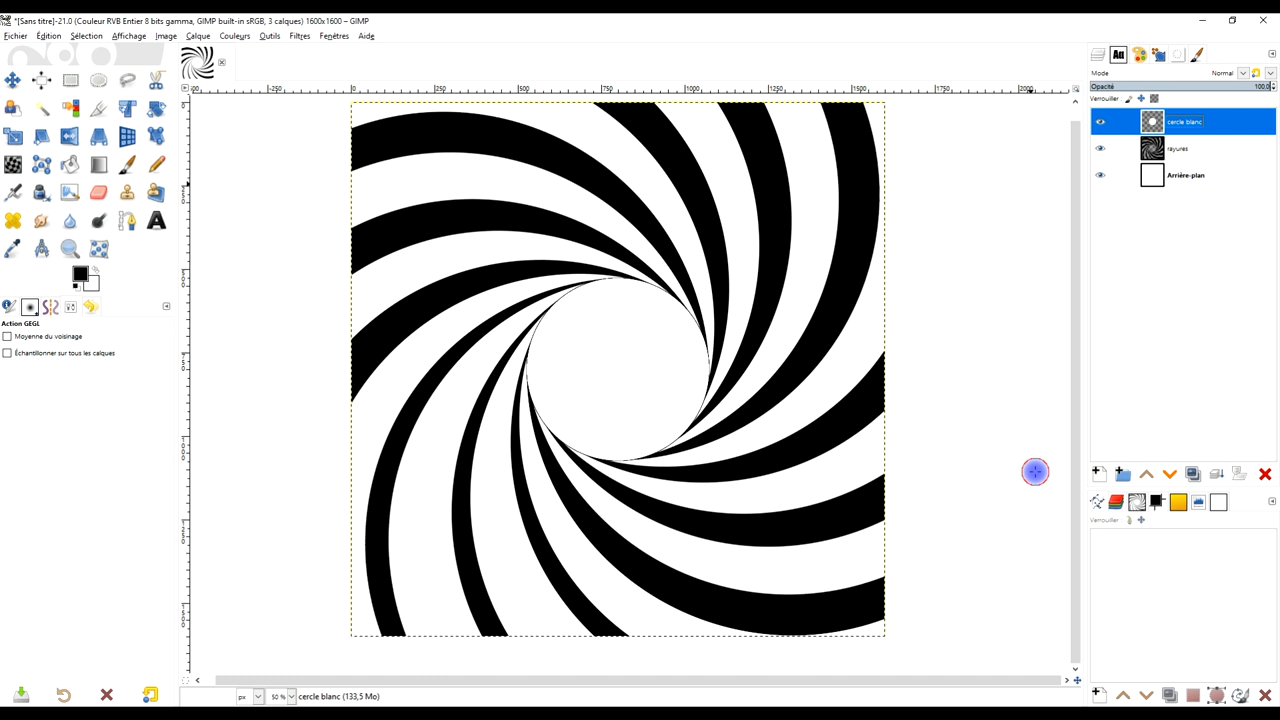 *[Sans titre]-21.0 (Couleur RVB Entier 8 bits gamma, GIMP built-in sRGB, 3 calques) 1600x1600 – GIMP
Fichier Édition Sélection Affichage Image Calque Couleurs Outils Filtres Fenêtres Aide
Mode Normal
Opacité 100,0
Verrouiller
cercle blanc
rayures
Arrière-plan
Action GEGL
Moyenne du voisinage
Échantillonner sur tous les calques
Verrouiller
px 50 % cercle blanc (133,5 Mo)